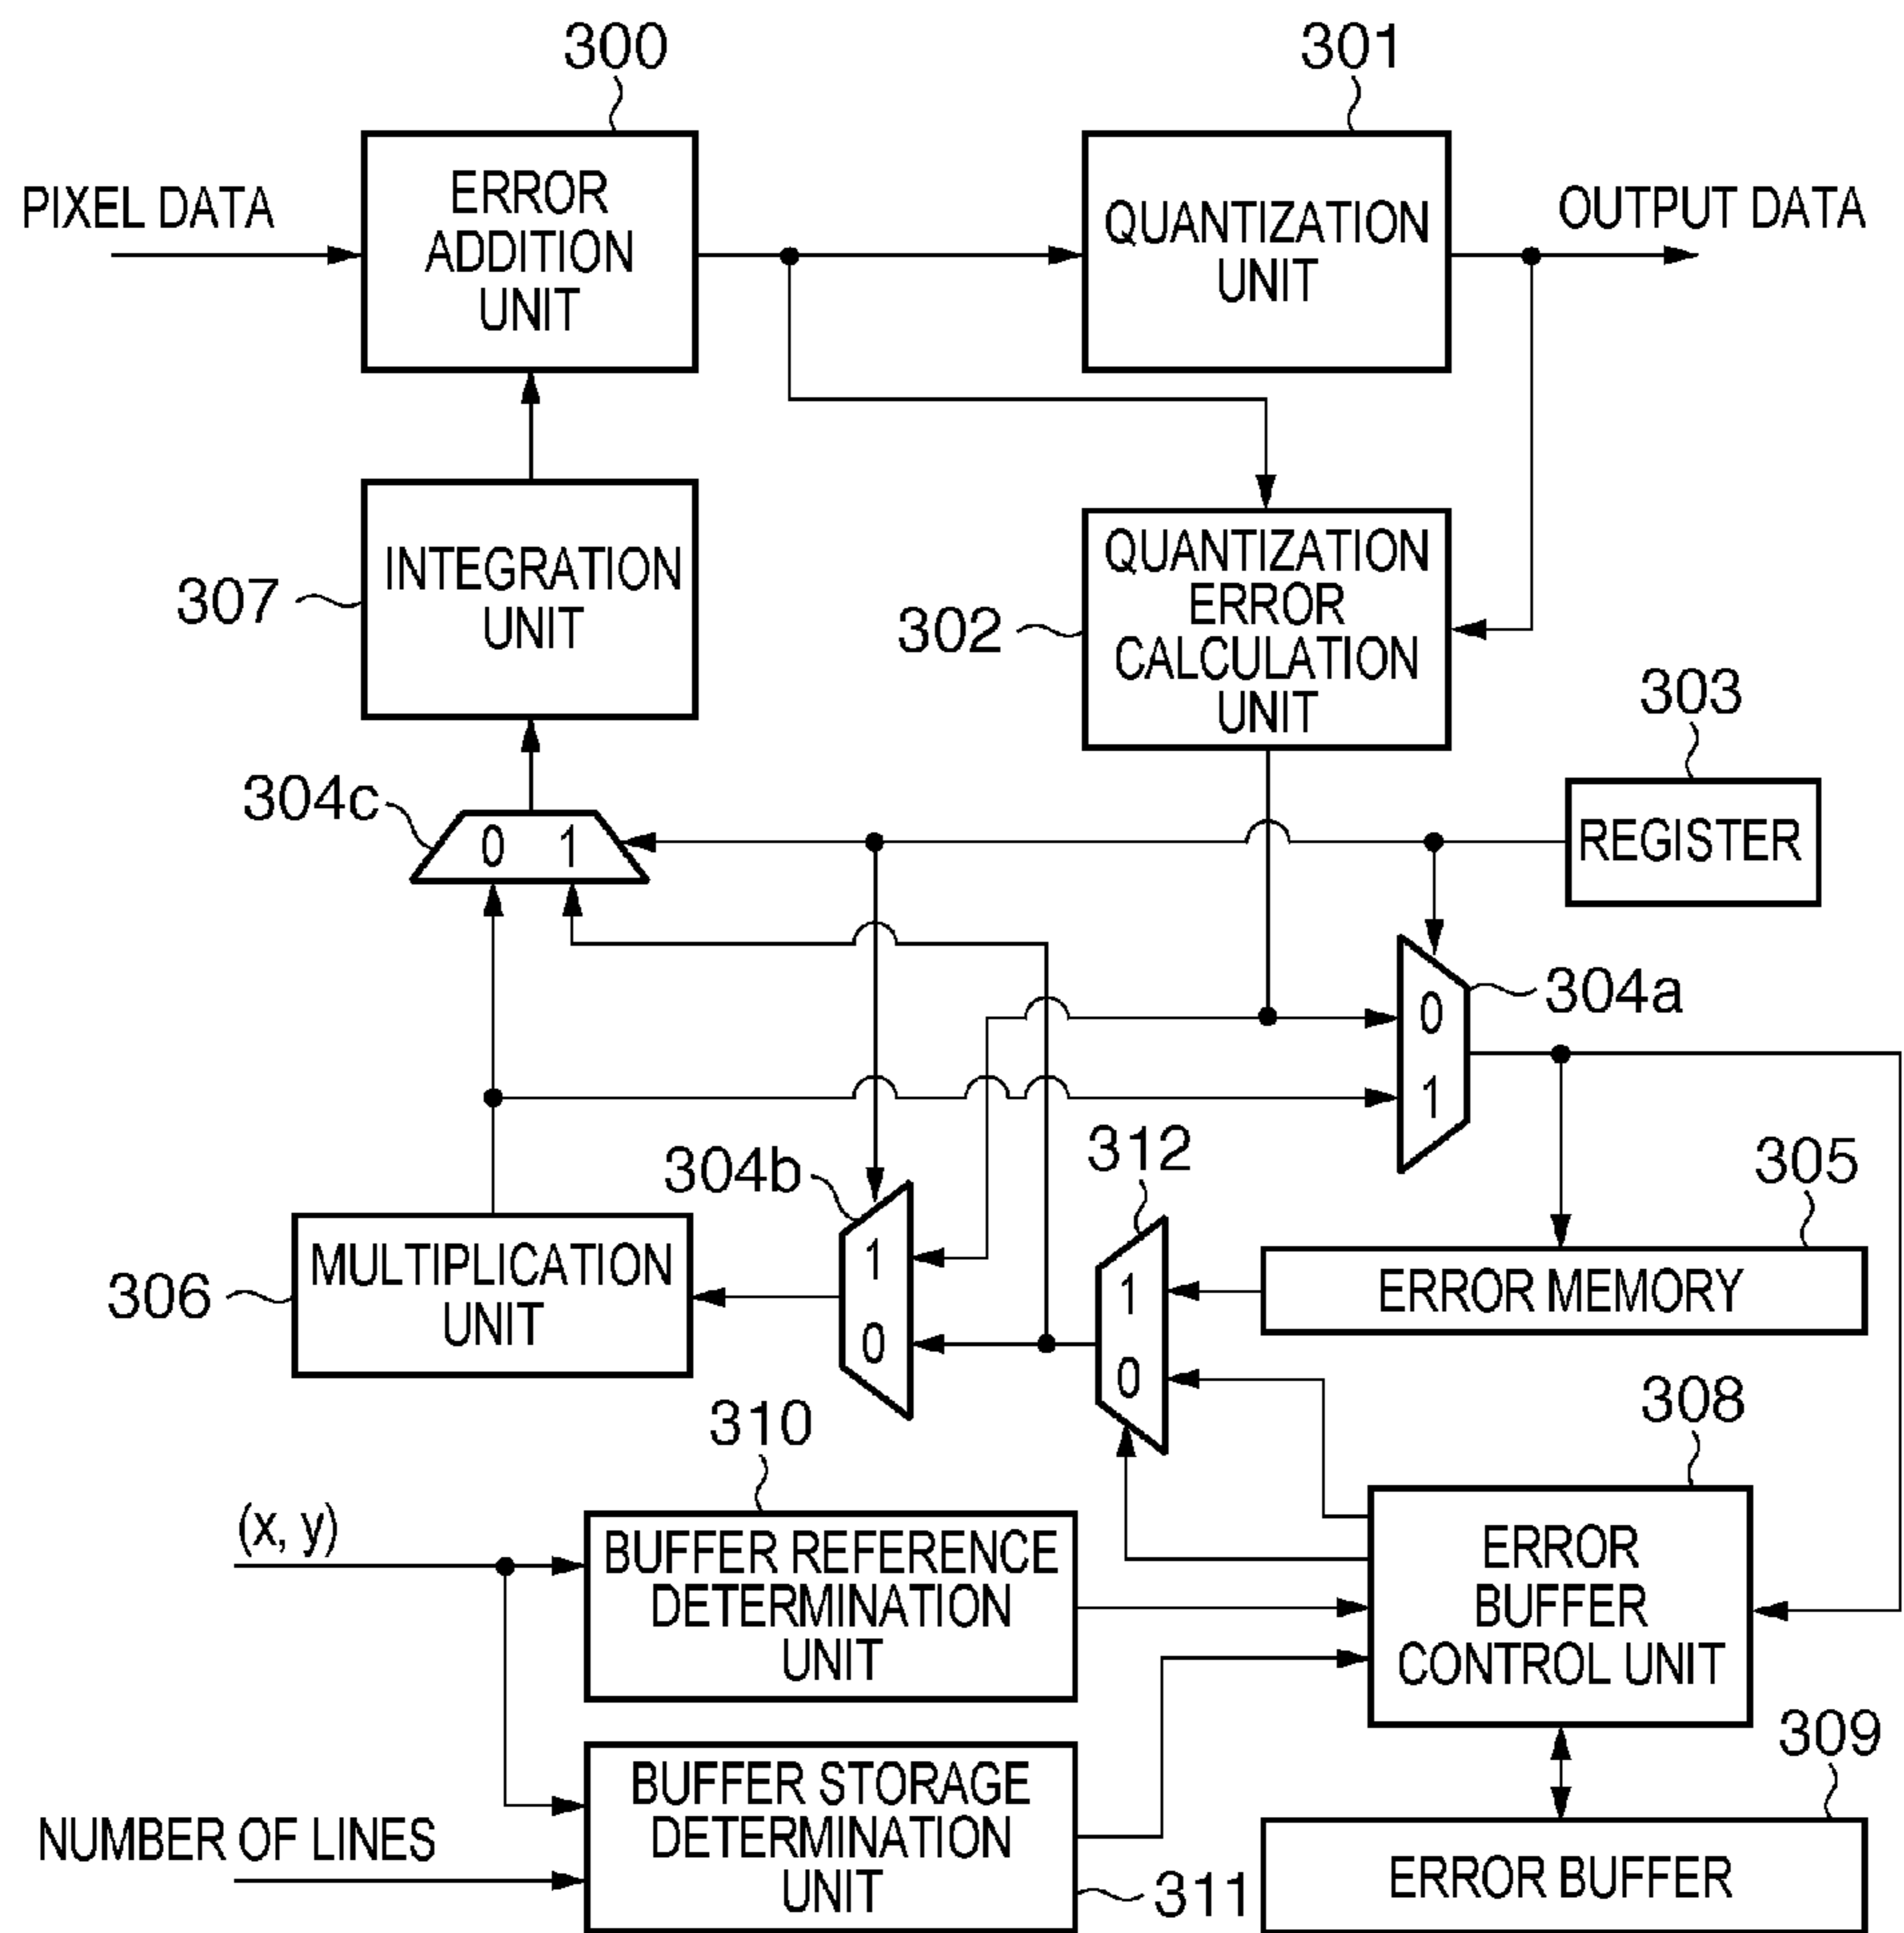 300
301
PIXEL DATA
ERROR
ADDITION
UNIT
QUANTIZATION
UNIT
OUTPUT DATA
307
INTEGRATION
UNIT
302
QUANTIZATION
ERROR
CALCULATION
UNIT
303
REGISTER
304c
0 1
304a
0
1
304b
1
0
312
1
0
305
ERROR MEMORY
306
MULTIPLICATION
UNIT
308
ERROR
BUFFER
CONTROL UNIT
310
(x, y)
BUFFER REFERENCE
DETERMINATION
UNIT
NUMBER OF LINES
BUFFER STORAGE
DETERMINATION
UNIT
311
309
ERROR BUFFER